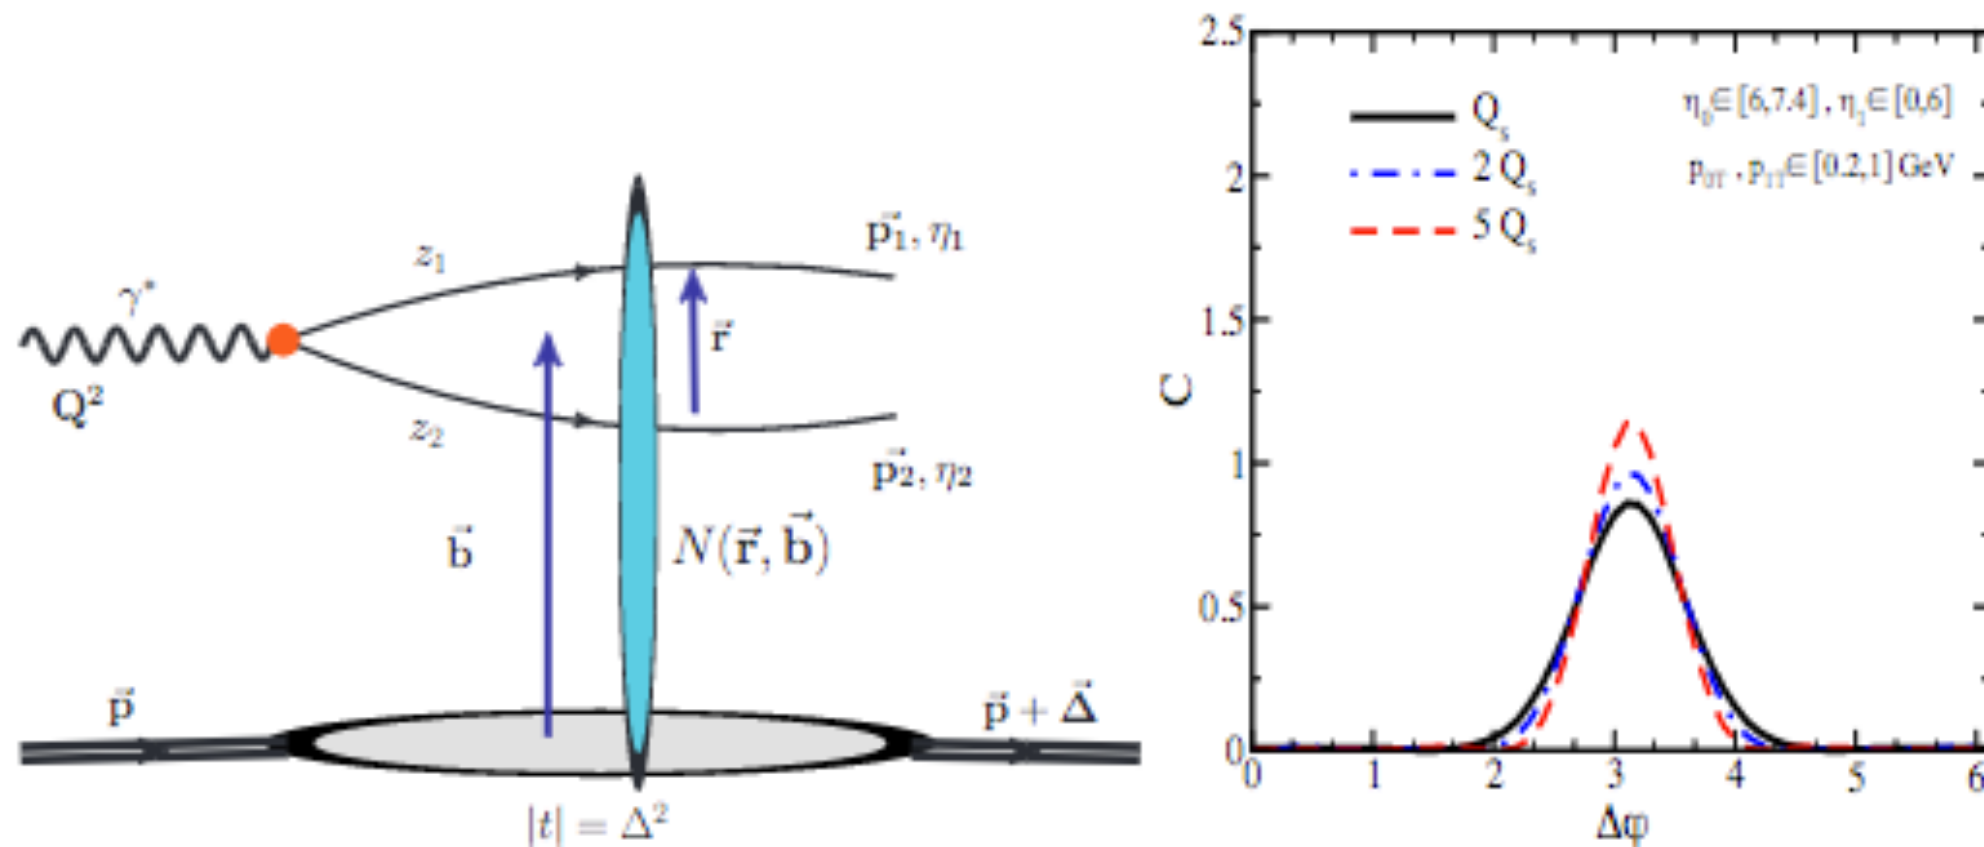 γ*
Q²
z₁
z₂
b⃗
r⃗
p⃗₁, η₁
p⃗₂, η₂
N(r⃗, b⃗)
p⃗
p⃗ + Δ⃗
|t| = Δ²
2.5
2
1.5
1
0.5
0
C
Qₛ
2 Qₛ
5 Qₛ
η₀∈[6,7.4] , η₁∈[0,6]
p₀T , p₁T∈[0.2,1] GeV
0 1 2 3 4 5 6
Δφ